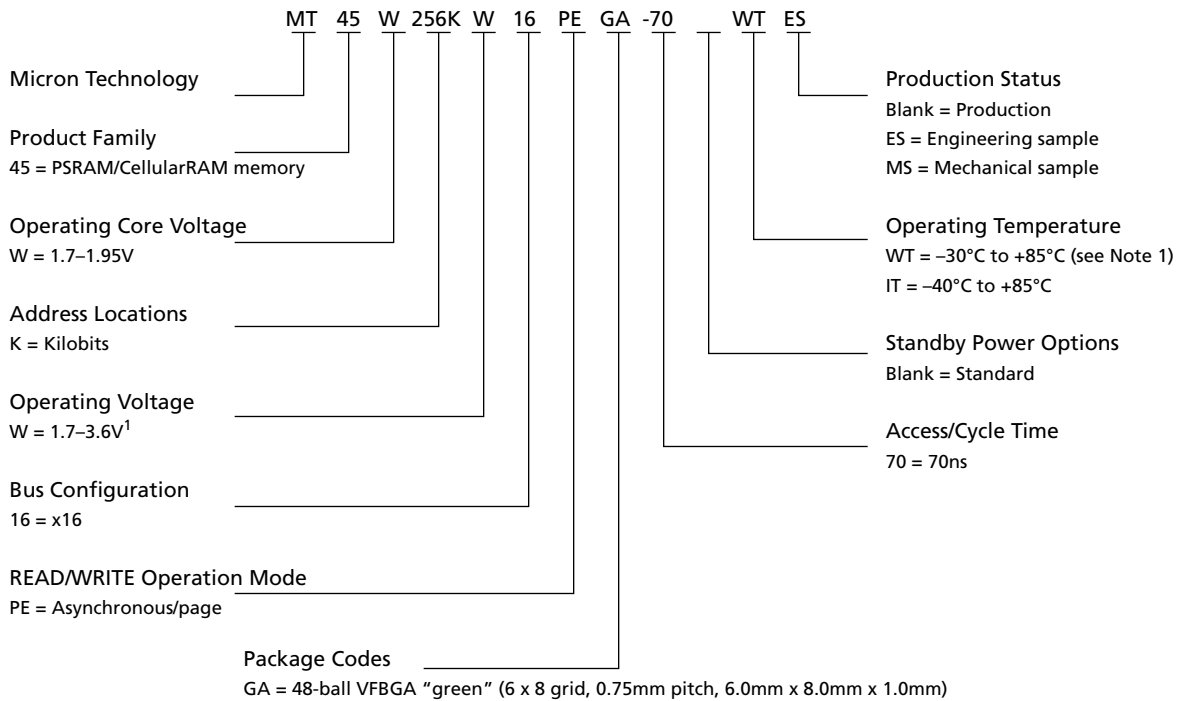 MT 45 W 256K W 16 PE GA -70 WT ES
Micron Technology
Product Family
45 = PSRAM/CellularRAM memory
Operating Core Voltage
W = 1.7–1.95V
Address Locations
K = Kilobits
Operating Voltage
W = 1.7–3.6V¹
Bus Configuration
16 = x16
READ/WRITE Operation Mode
PE = Asynchronous/page
Package Codes
GA = 48-ball VFBGA “green” (6 x 8 grid, 0.75mm pitch, 6.0mm x 8.0mm x 1.0mm)
Production Status
Blank = Production
ES = Engineering sample
MS = Mechanical sample
Operating Temperature
WT = –30°C to +85°C (see Note 1)
IT = –40°C to +85°C
Standby Power Options
Blank = Standard
Access/Cycle Time
70 = 70ns